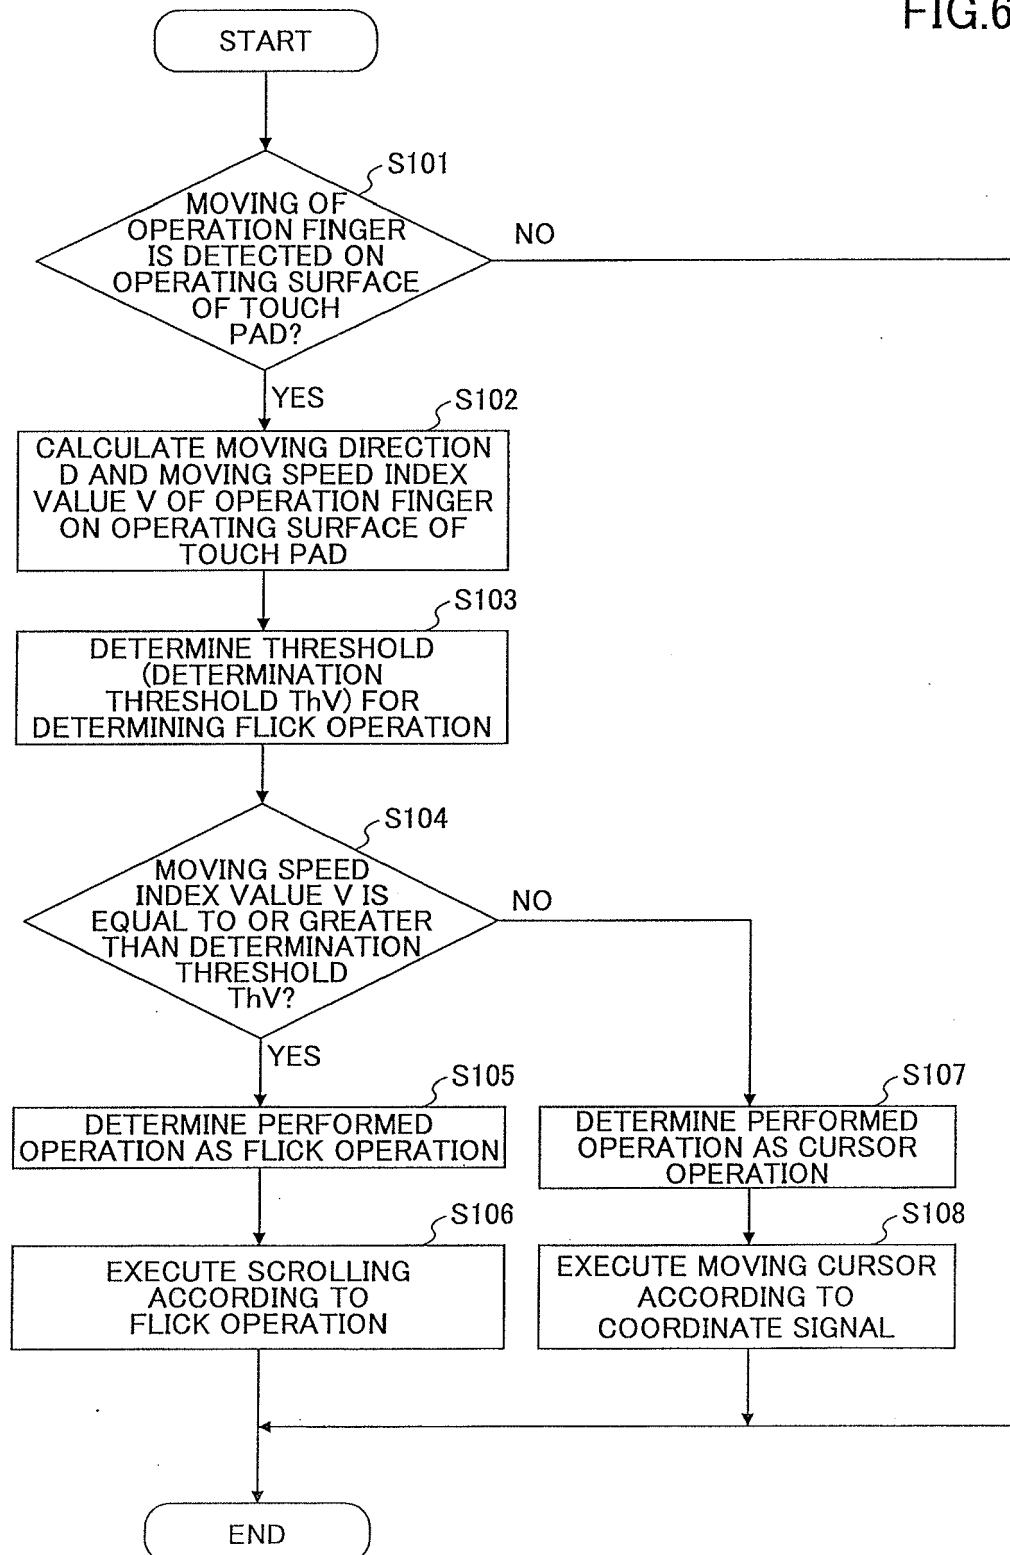 FIG.6
START
S101
MOVING OF
OPERATION FINGER
IS DETECTED ON
OPERATING SURFACE
OF TOUCH
PAD?
NO
YES
S102
CALCULATE MOVING DIRECTION
D AND MOVING SPEED INDEX
VALUE V OF OPERATION FINGER
ON OPERATING SURFACE OF
TOUCH PAD
S103
DETERMINE THRESHOLD
(DETERMINATION
THRESHOLD ThV) FOR
DETERMINING FLICK OPERATION
S104
MOVING SPEED
INDEX VALUE V IS
EQUAL TO OR GREATER
THAN DETERMINATION
THRESHOLD
ThV?
NO
YES
S105
DETERMINE PERFORMED
OPERATION AS FLICK OPERATION
S107
DETERMINE PERFORMED
OPERATION AS CURSOR
OPERATION
S106
EXECUTE SCROLLING
ACCORDING TO
FLICK OPERATION
S108
EXECUTE MOVING CURSOR
ACCORDING TO
COORDINATE SIGNAL
END